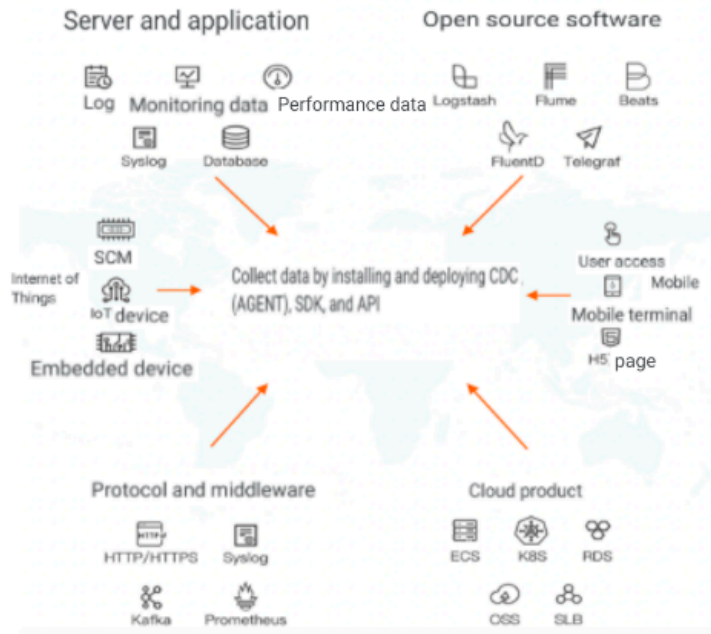 Server and application
Open source software
Log Monitoring data Performance data
Logstash Flume Beats
Syslog Database
FluentD Telegraf
SCM
Internet of
Things
IoT device
Embedded device
Collect data by installing and deploying CDC
(AGENT), SDK, and API
User access
Mobile
Mobile terminal
H5 page
Protocol and middleware
HTTP
HTTP/HTTPS Syslog
Kafka Prometheus
Cloud product
ECS K8S RDS
OSS SLB